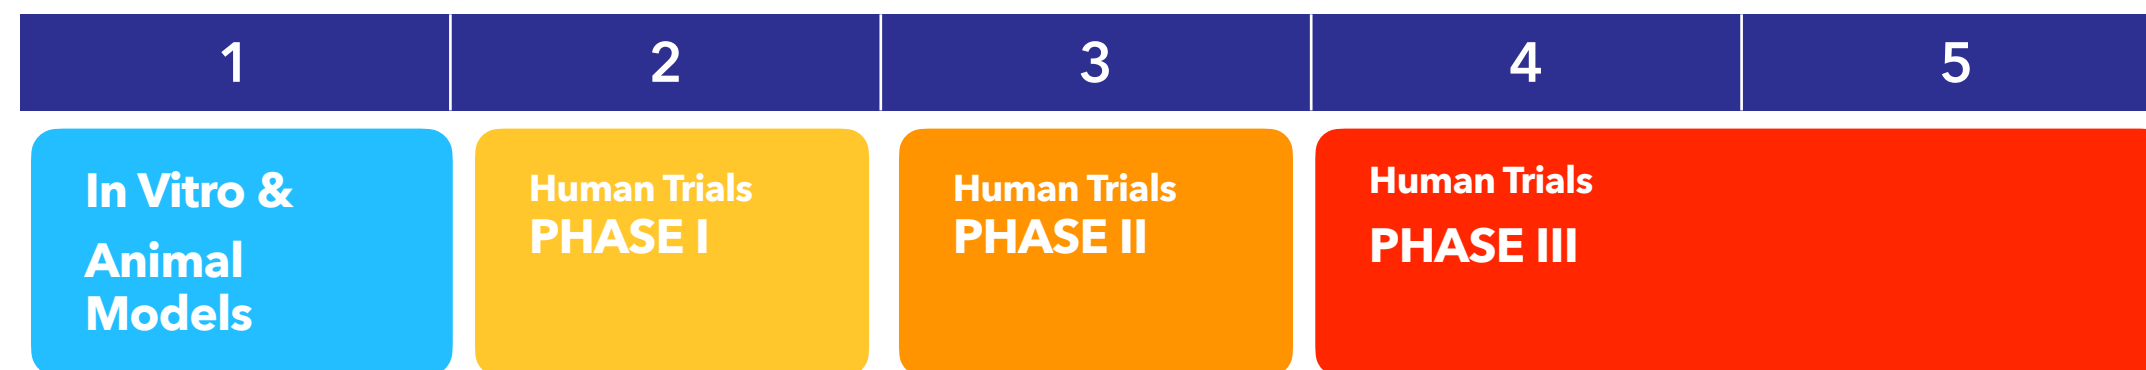 1 2 3 4 5
In Vitro &
Animal
Models
Human Trials
PHASE I
Human Trials
PHASE II
Human Trials
PHASE III